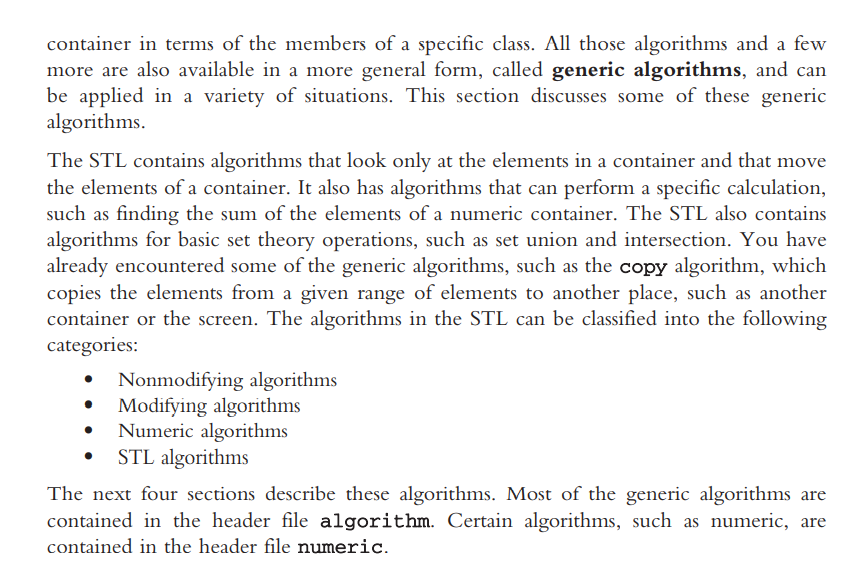 container in terms of the members of a specific class. All those algorithms and a few
more are also available in a more general form, called generic algorithms, and can
be applied in a variety of situations. This section discusses some of these generic
algorithms.
The STL contains algorithms that look only at the elements in a container and that move
the elements of a container. It also has algorithms that can perform a specific calculation,
such as finding the sum of the elements of a numeric container. The STL also contains
algorithms for basic set theory operations, such as set union and intersection. You have
already encountered some of the generic algorithms, such as the copy algorithm, which
copies the elements from a given range of elements to another place, such as another
container or the screen. The algorithms in the STL can be classified into the following
categories:
• Nonmodifying algorithms
• Modifying algorithms
• Numeric algorithms
• STL algorithms
The next four sections describe these algorithms. Most of the generic algorithms are
contained in the header file algorithm. Certain algorithms, such as numeric, are
contained in the header file numeric.